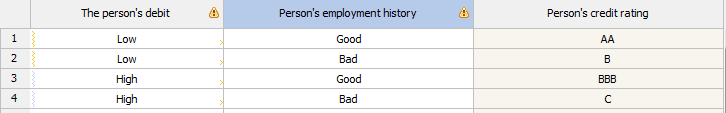 The person's debit Person's employment history Person's credit rating
1 Low Good AA
2 Low Bad B
3 High Good BBB
4 High Bad C